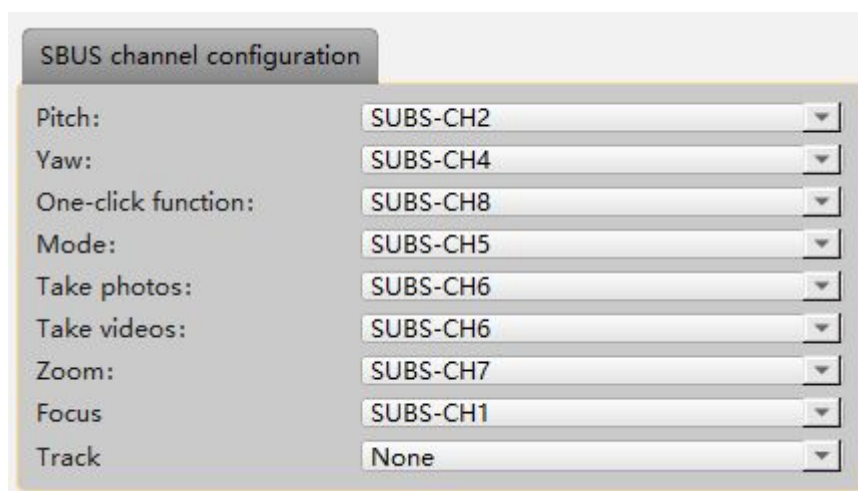 SBUS channel configuration
Pitch: SUBS-CH2
Yaw: SUBS-CH4
One-click function: SUBS-CH8
Mode: SUBS-CH5
Take photos: SUBS-CH6
Take videos: SUBS-CH6
Zoom: SUBS-CH7
Focus SUBS-CH1
Track None